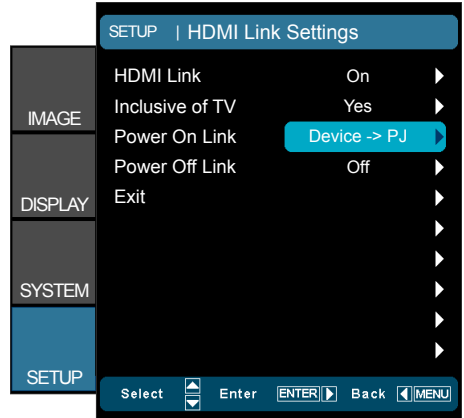 SETUP | HDMI Link Settings
HDMI Link On
Inclusive of TV Yes
Power On Link Device -> PJ
Power Off Link Off
Exit
IMAGE
DISPLAY
SYSTEM
SETUP
Select Enter ENTER Back MENU